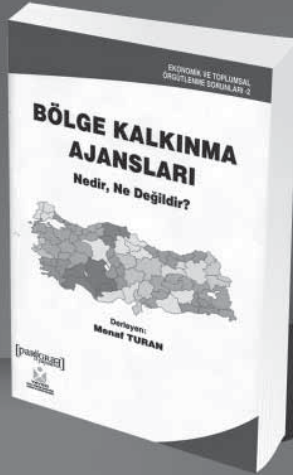 EKONOMİK VE TOPLUMSAL
ÖRGÜTLENME SORUNLARI -2
BÖLGE KALKINMA
AJANSLARI
Nedir, Ne Değildir?
Derleyen:
Menaf TURAN